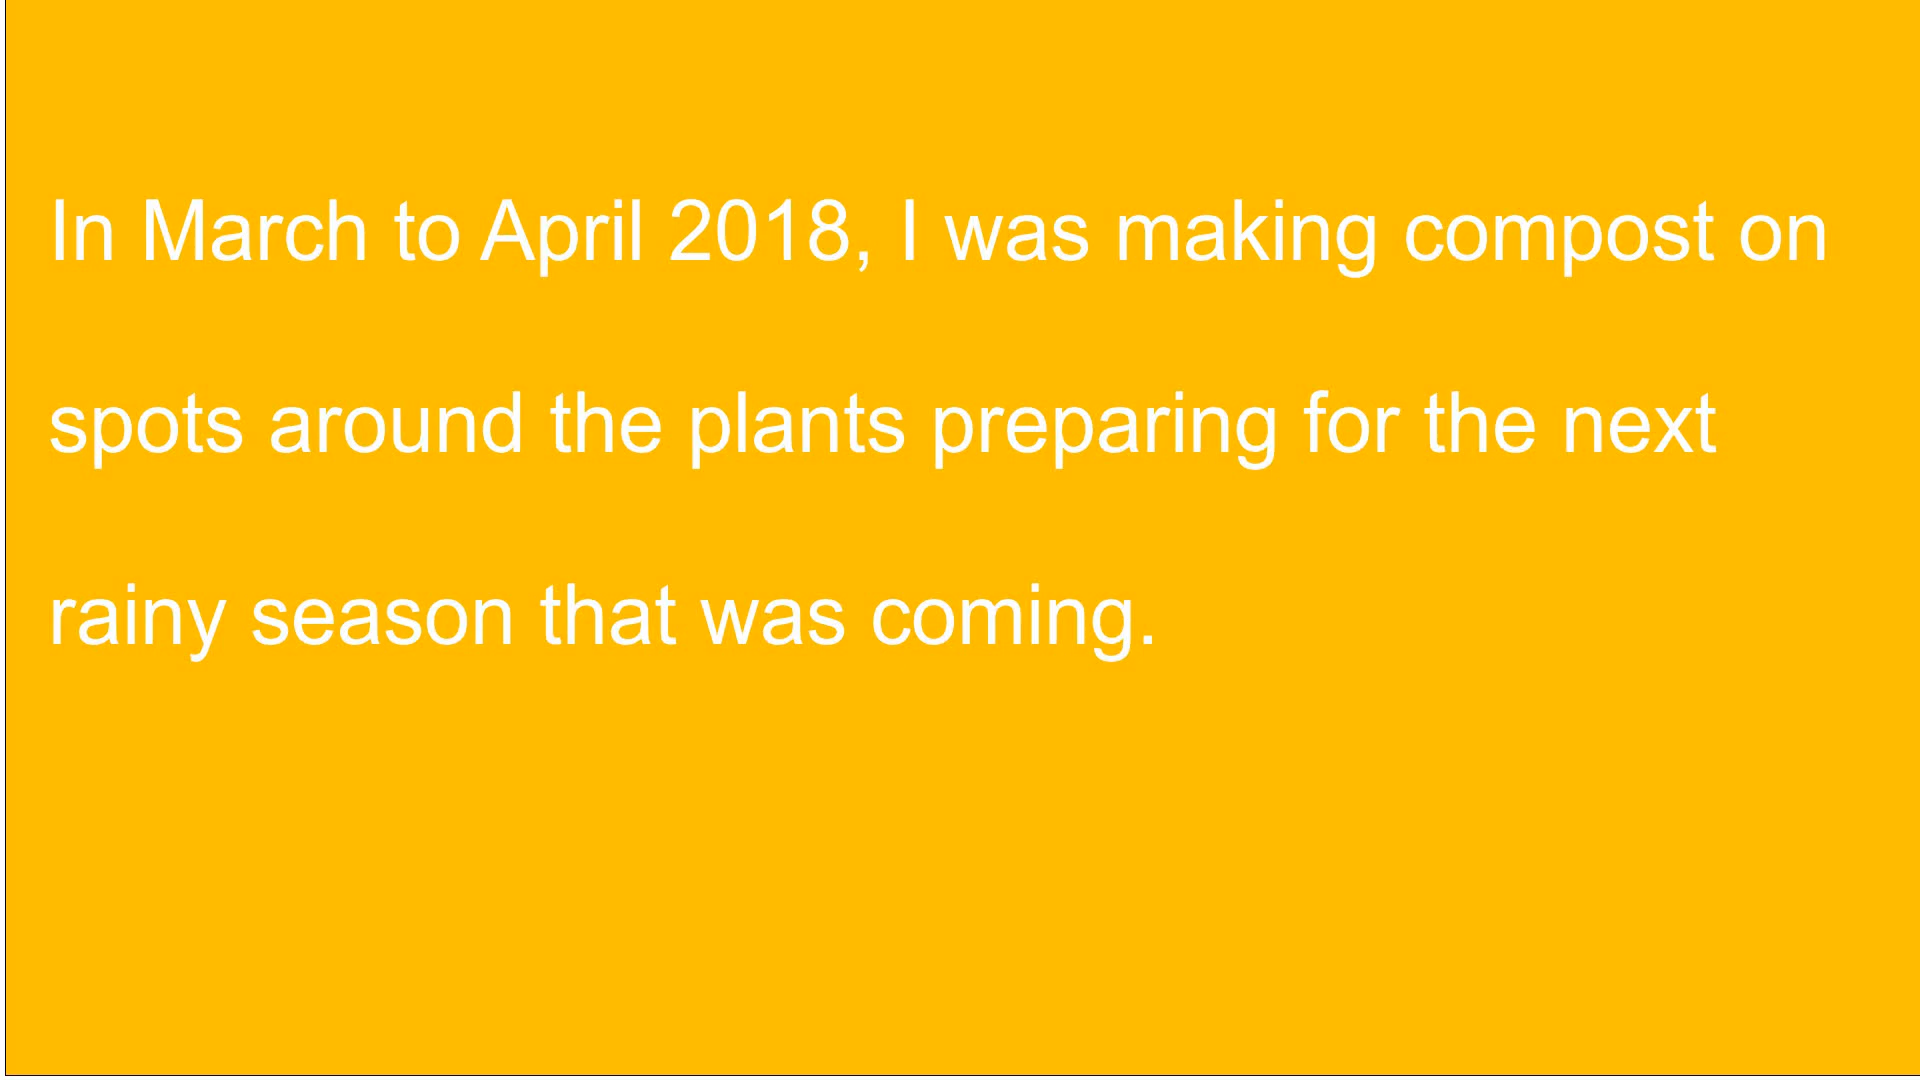 In March to April 2018, I was making compost on
spots around the plants preparing for the next
rainy season that was coming.